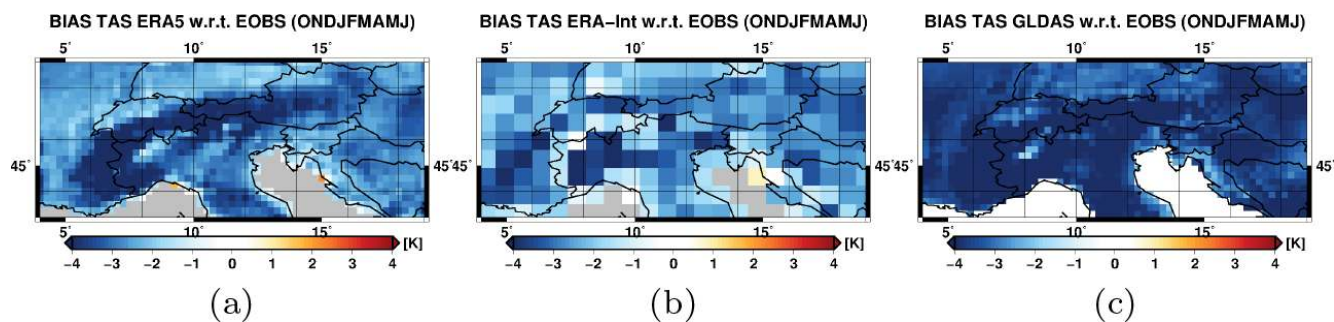 BIAS TAS ERA5 w.r.t. EOBS (ONDJFMAMJ)
5° 10° 15°
45° 45°
5° 10° 15°
[K]
−4 −3 −2 −1 0 1 2 3 4
(a)
BIAS TAS ERA−Int w.r.t. EOBS (ONDJFMAMJ)
5° 10° 15°
45° 45°
5° 10° 15°
[K]
−4 −3 −2 −1 0 1 2 3 4
(b)
BIAS TAS GLDAS w.r.t. EOBS (ONDJFMAMJ)
5° 10° 15°
45° 45°
5° 10° 15°
[K]
−4 −3 −2 −1 0 1 2 3 4
(c)